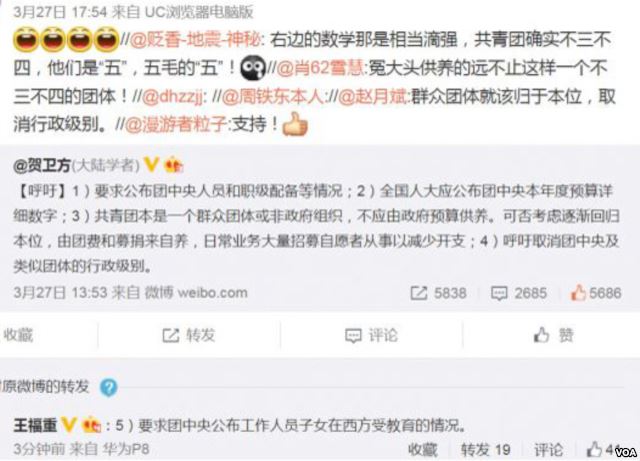 3月27日 17:54 来自 UC浏览器电脑版
//@贬香-地震-神秘: 右边的数学那是相当滴强，共青团确实不三不
四，他们是“五”，五毛的“五”！//@肖62雪慧:冤大头供养的远不止这样一个不
三不四的团体！//@dhzzjj: //@周铁东本人://@赵月斌:群众团体就该归于本位，取
消行政级别。//@漫游者粒子:支持！
@贺卫方(大陆学者)
【呼吁】1）要求公布团中央人员和职级配备等情况；2）全国人大应公布团中央本年度预算详
细数字；3）共青团本是一个群众团体或非政府组织，不应由政府预算供养。可否考虑逐渐回归
本位，由团费和募捐来自养，日常业务大量招募自愿者从事以减少开支；4）呼吁取消团中央及
类似团体的行政级别。
3月27日 13:53 来自 微博 weibo.com 5838 2685 5686
收藏 转发 评论 赞
原微博的转发 ?
王福重：5）要求团中央公布工作人员子女在西方受教育的情况。
3分钟前 来自 华为P8 收藏 转发 19 评论
VOA